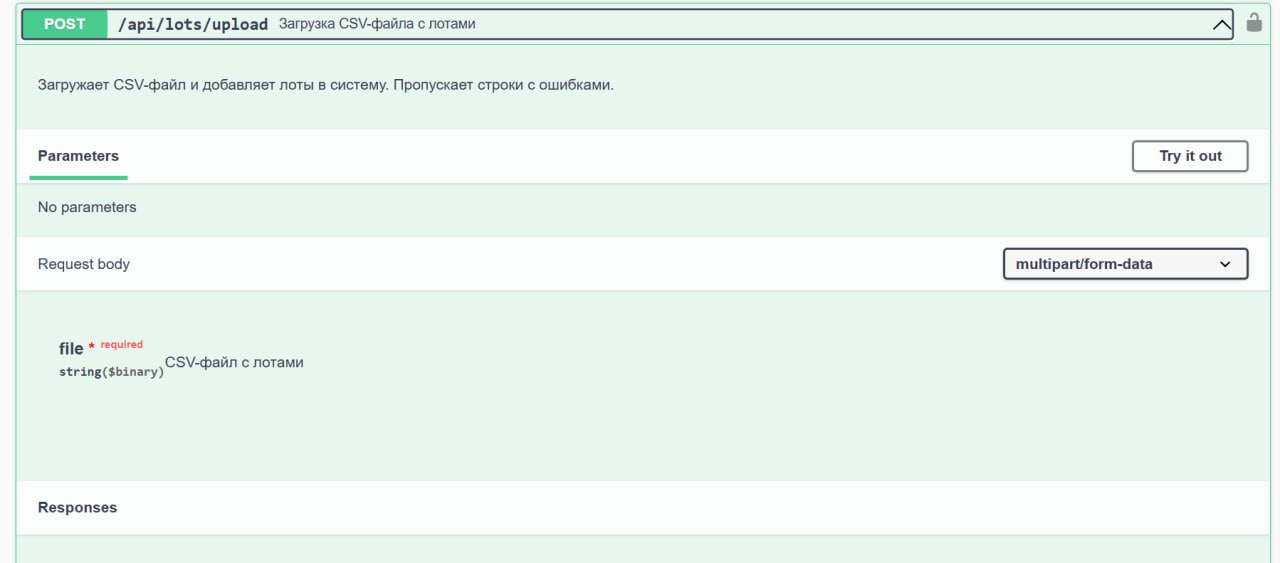 POST /api/lots/upload Загрузка CSV-файла с лотами
Загружает CSV-файл и добавляет лоты в систему. Пропускает строки с ошибками.
Parameters
Try it out
No parameters
Request body
multipart/form-data
file * required
string($binary)
CSV-файл с лотами
Responses